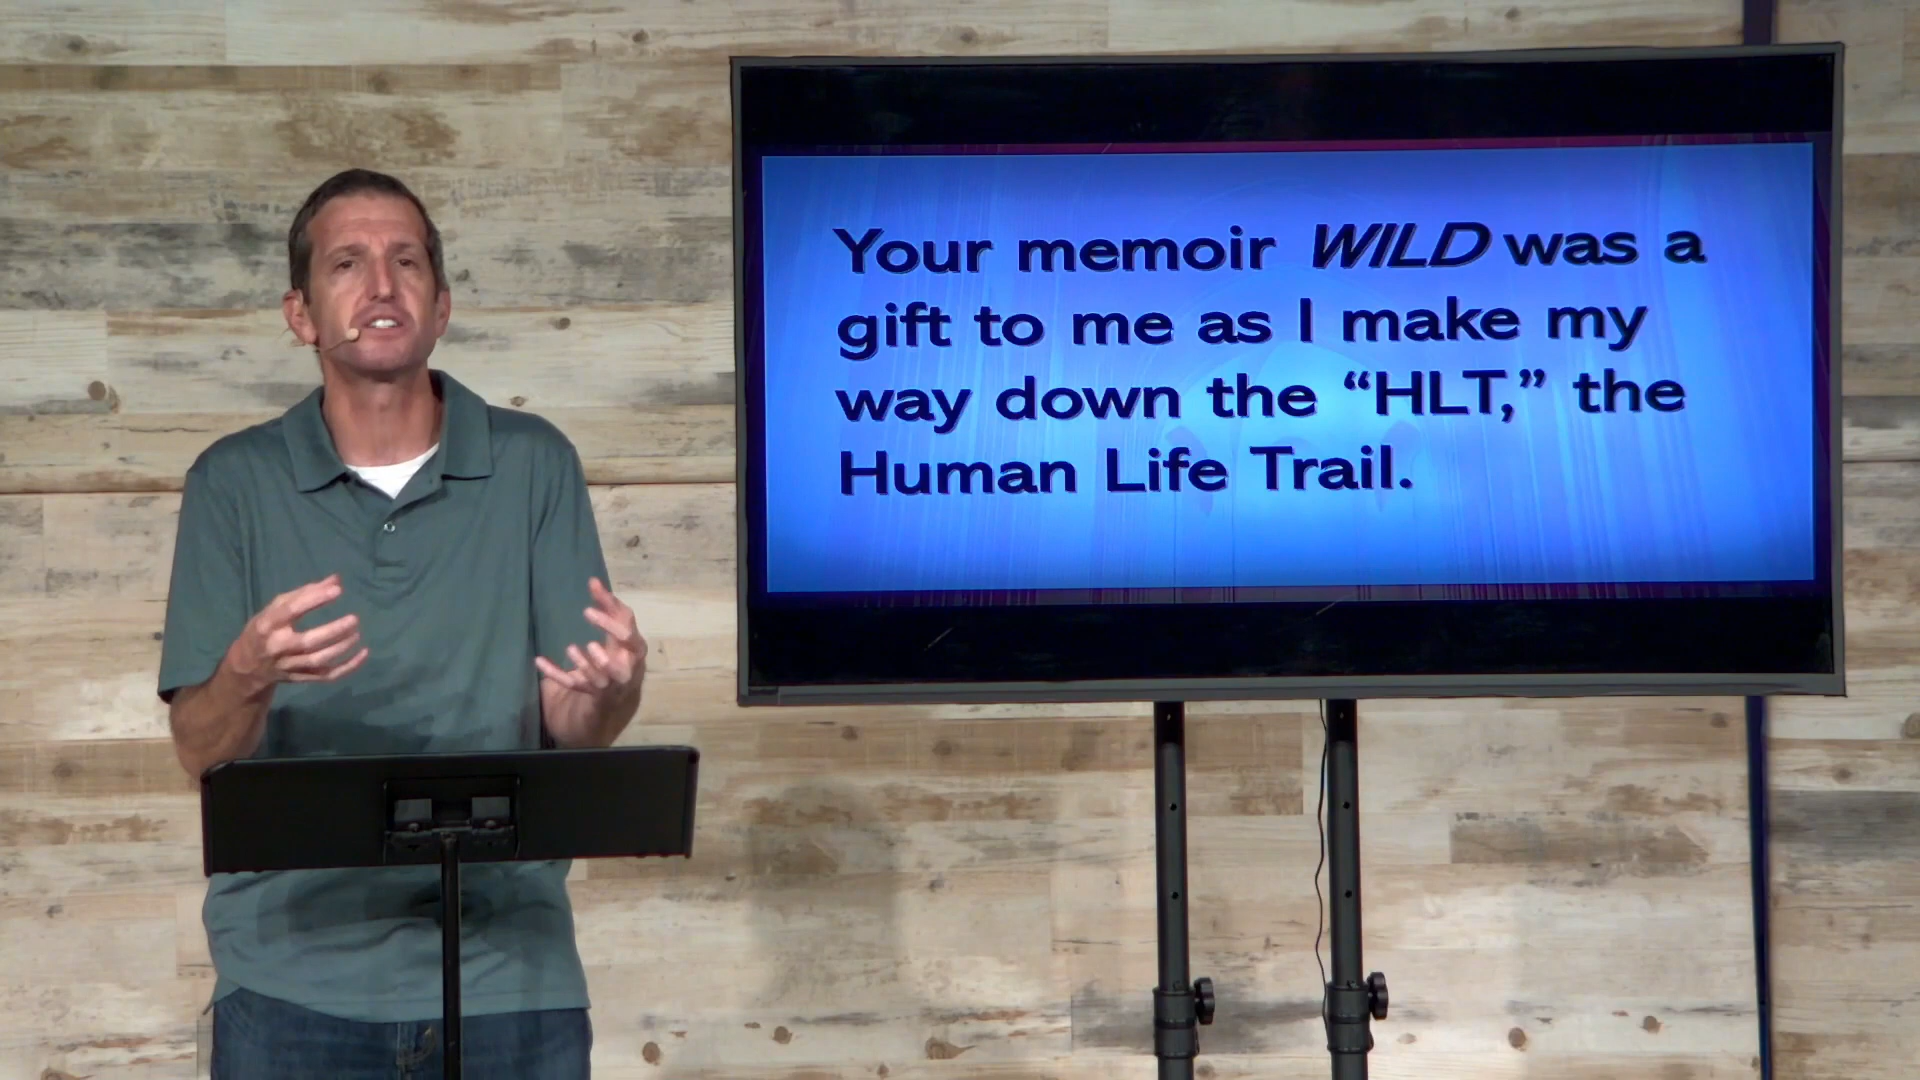 Your memoir WILD was a
gift to me as I make my
way down the “HLT,” the
Human Life Trail.